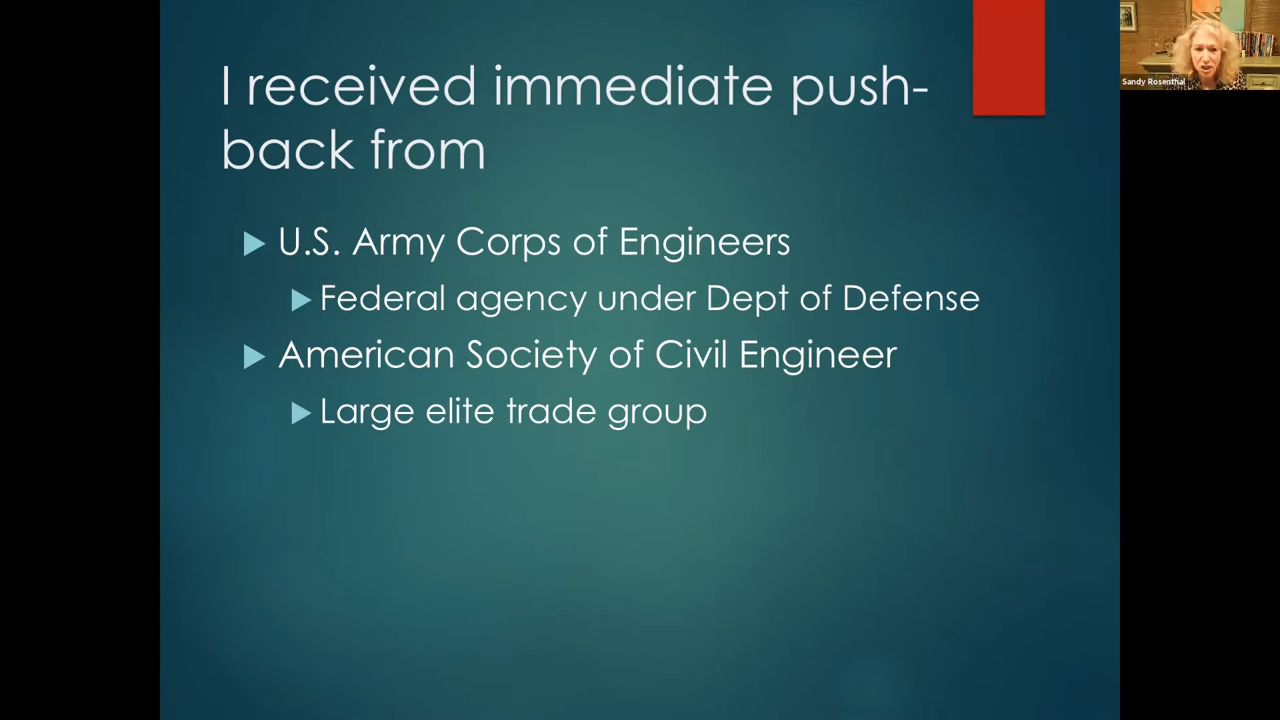 I received immediate push-
back from
U.S. Army Corps of Engineers
Federal agency under Dept of Defense
American Society of Civil Engineer
Large elite trade group
Sandy Rosenthal